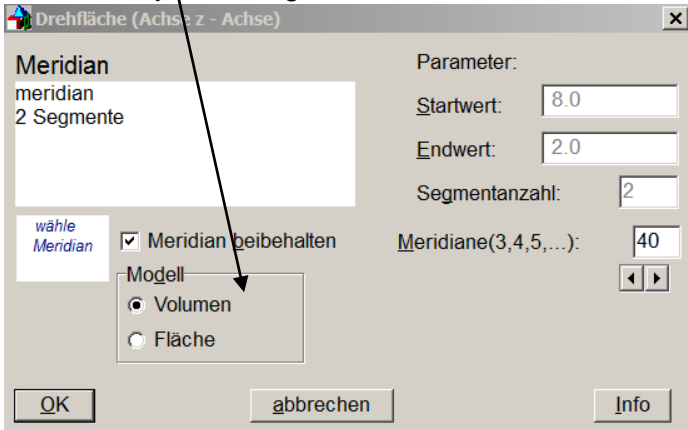 Drehfläche (Achse z - Achse)
Meridian
meridian
2 Segmente
Parameter:
Startwert: 8.0
Endwert: 2.0
Segmentanzahl: 2
wähle
Meridian
Meridian beibehalten
Meridiane(3,4,5,...): 40
Modell
Volumen
Fläche
OK
abbrechen
Info